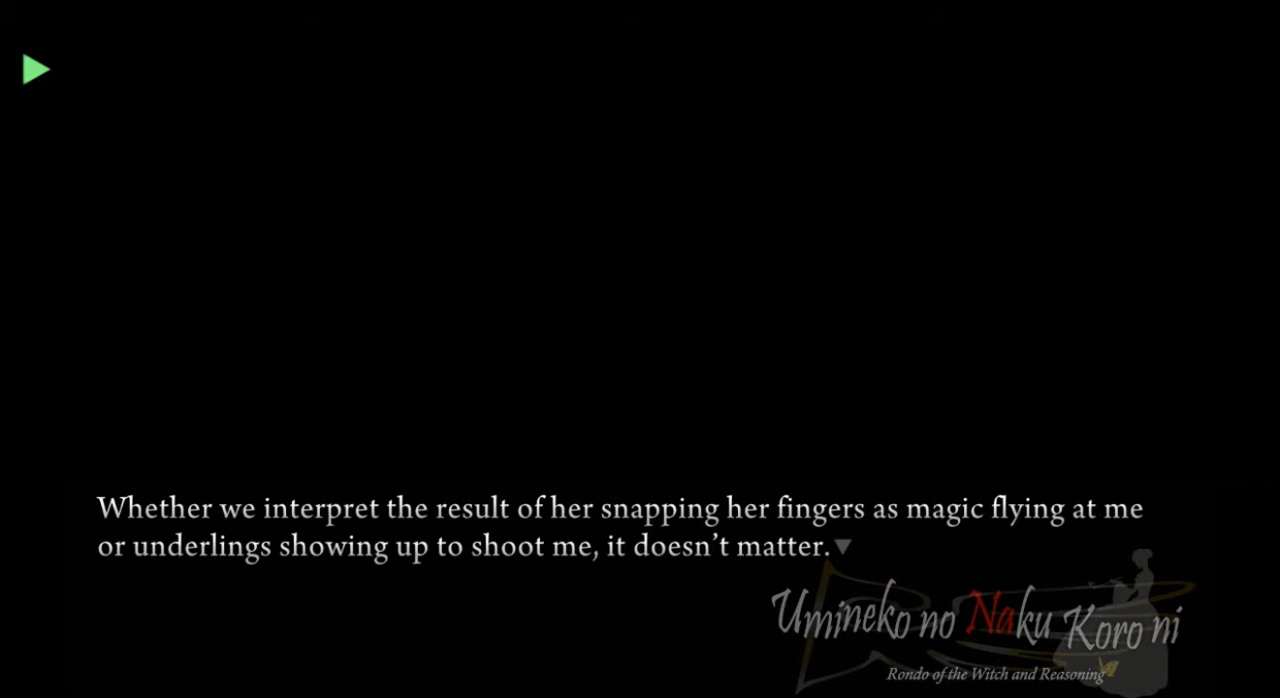 Whether we interpret the result of her snapping her fingers as magic flying at me
or underlings showing up to shoot me, it doesn’t matter.
Umineko no Naku Koro ni
Rondo of the Witch and Reasoning